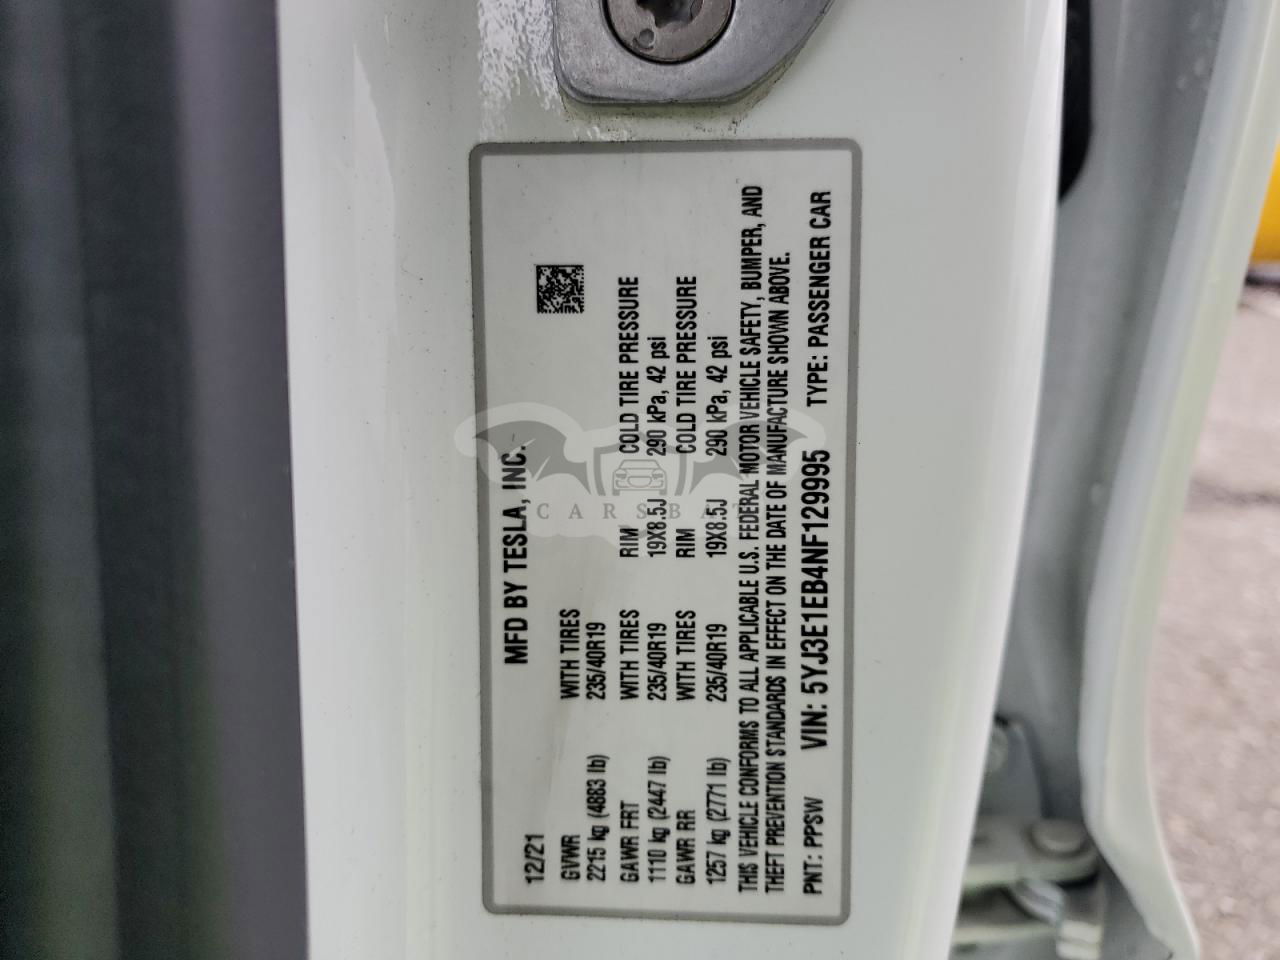 12/21 MFD BY TESLA, INC.
GVWR WITH TIRES
2215 kg (4883 lb) 235/40R19
GAWR FRT WITH TIRES RIM COLD TIRE PRESSURE
1110 kg (2447 lb) 235/40R19 19X8.5J 290 kPa, 42 psi
GAWR RR WITH TIRES RIM COLD TIRE PRESSURE
1257 kg (2771 lb) 235/40R19 19X8.5J 290 kPa, 42 psi
THIS VEHICLE CONFORMS TO ALL APPLICABLE U.S. FEDERAL MOTOR VEHICLE SAFETY, BUMPER, AND
THEFT PREVENTION STANDARDS IN EFFECT ON THE DATE OF MANUFACTURE SHOWN ABOVE.
PNT: PPSW VIN: 5YJ3E1EB4NF129995 TYPE: PASSENGER CAR
CARSBAT